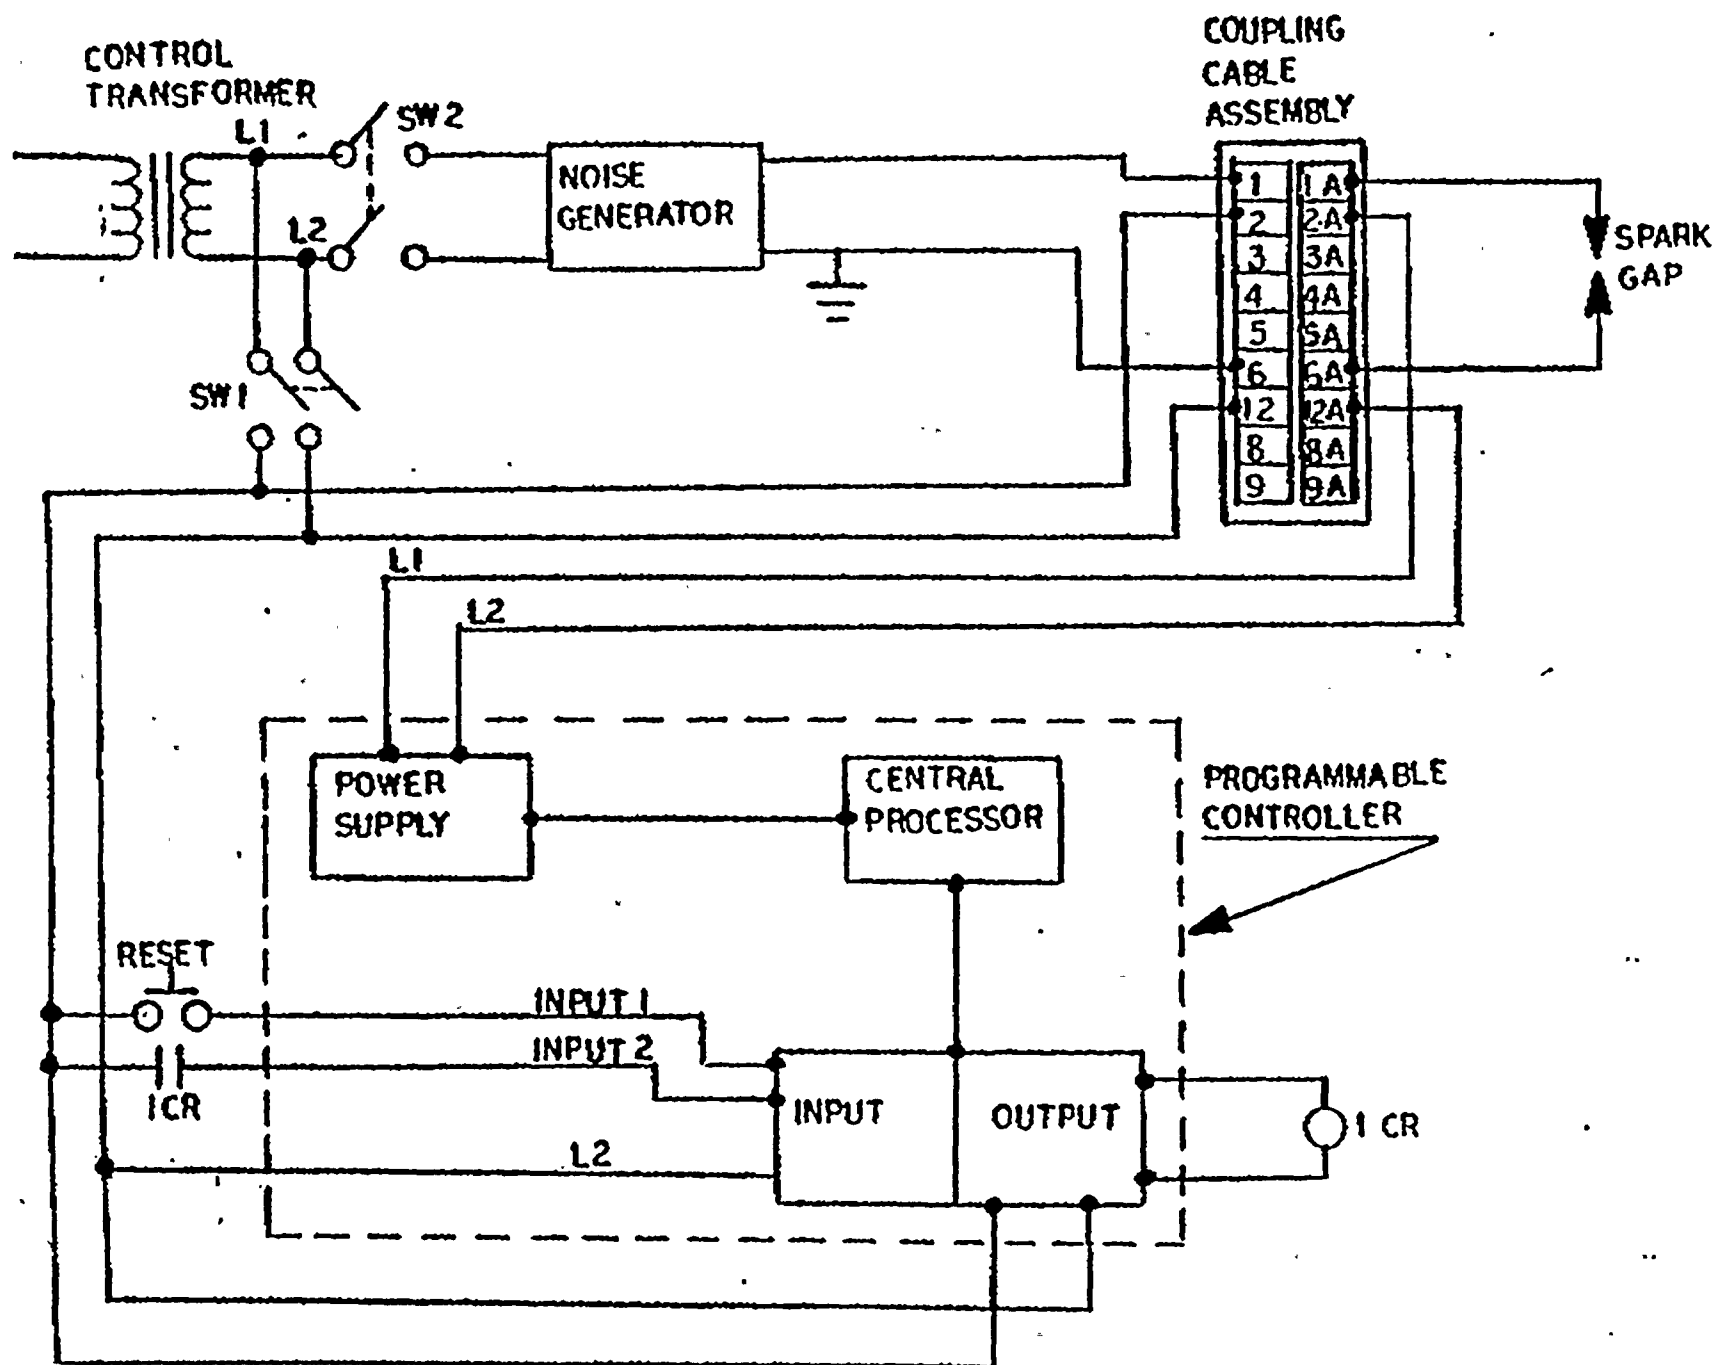 CONTROL
TRANSFORMER
L1
SW2
L2
SW1
NOISE
GENERATOR
COUPLING
CABLE
ASSEMBLY
1 1A
2 2A
3 3A
4 4A
5 5A
6 6A
12 12A
8 8A
9 9A
SPARK
GAP
L1
L2
POWER
SUPPLY
CENTRAL
PROCESSOR
PROGRAMMABLE
CONTROLLER
RESET
INPUT 1
INPUT 2
1CR
L2
INPUT
OUTPUT
1 CR